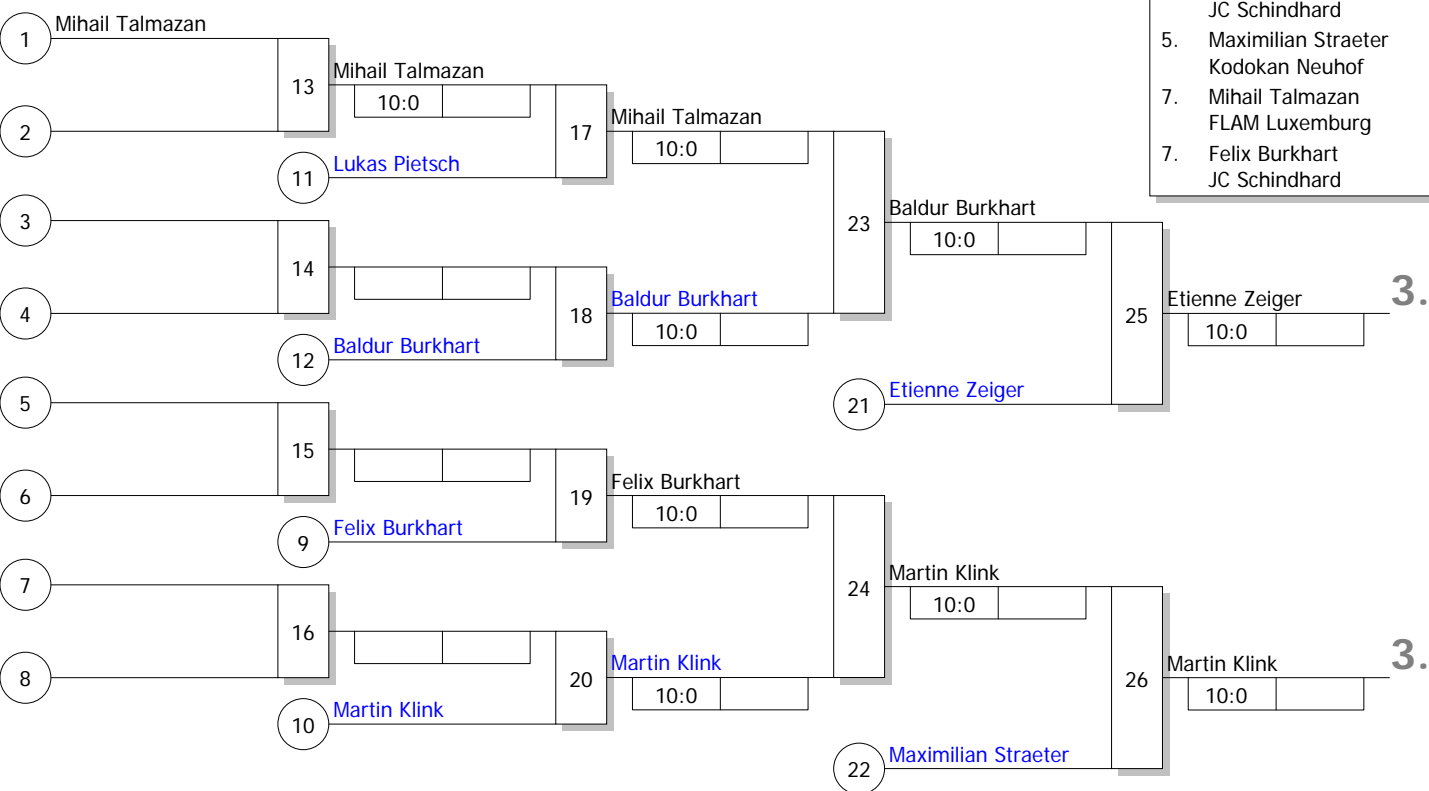 JC Schindhard
5. Maximilian Straeter
Kodokan Neuhof
7. Mihail Talmazan
FLAM Luxemburg
7. Felix Burkhart
JC Schindhard
1 Mihail Talmazan
2
13 Mihail Talmazan
10:0
11 Lukas Pietsch
17 Mihail Talmazan
10:0
3
4
14
12 Baldur Burkhart
18 Baldur Burkhart
10:0
23 Baldur Burkhart
10:0
21 Etienne Zeiger
25 Etienne Zeiger 3.
10:0
5
6
15
9 Felix Burkhart
19 Felix Burkhart
10:0
7
8
16
10 Martin Klink
20 Martin Klink
10:0
24 Martin Klink
10:0
22 Maximilian Straeter
26 Martin Klink 3.
10:0